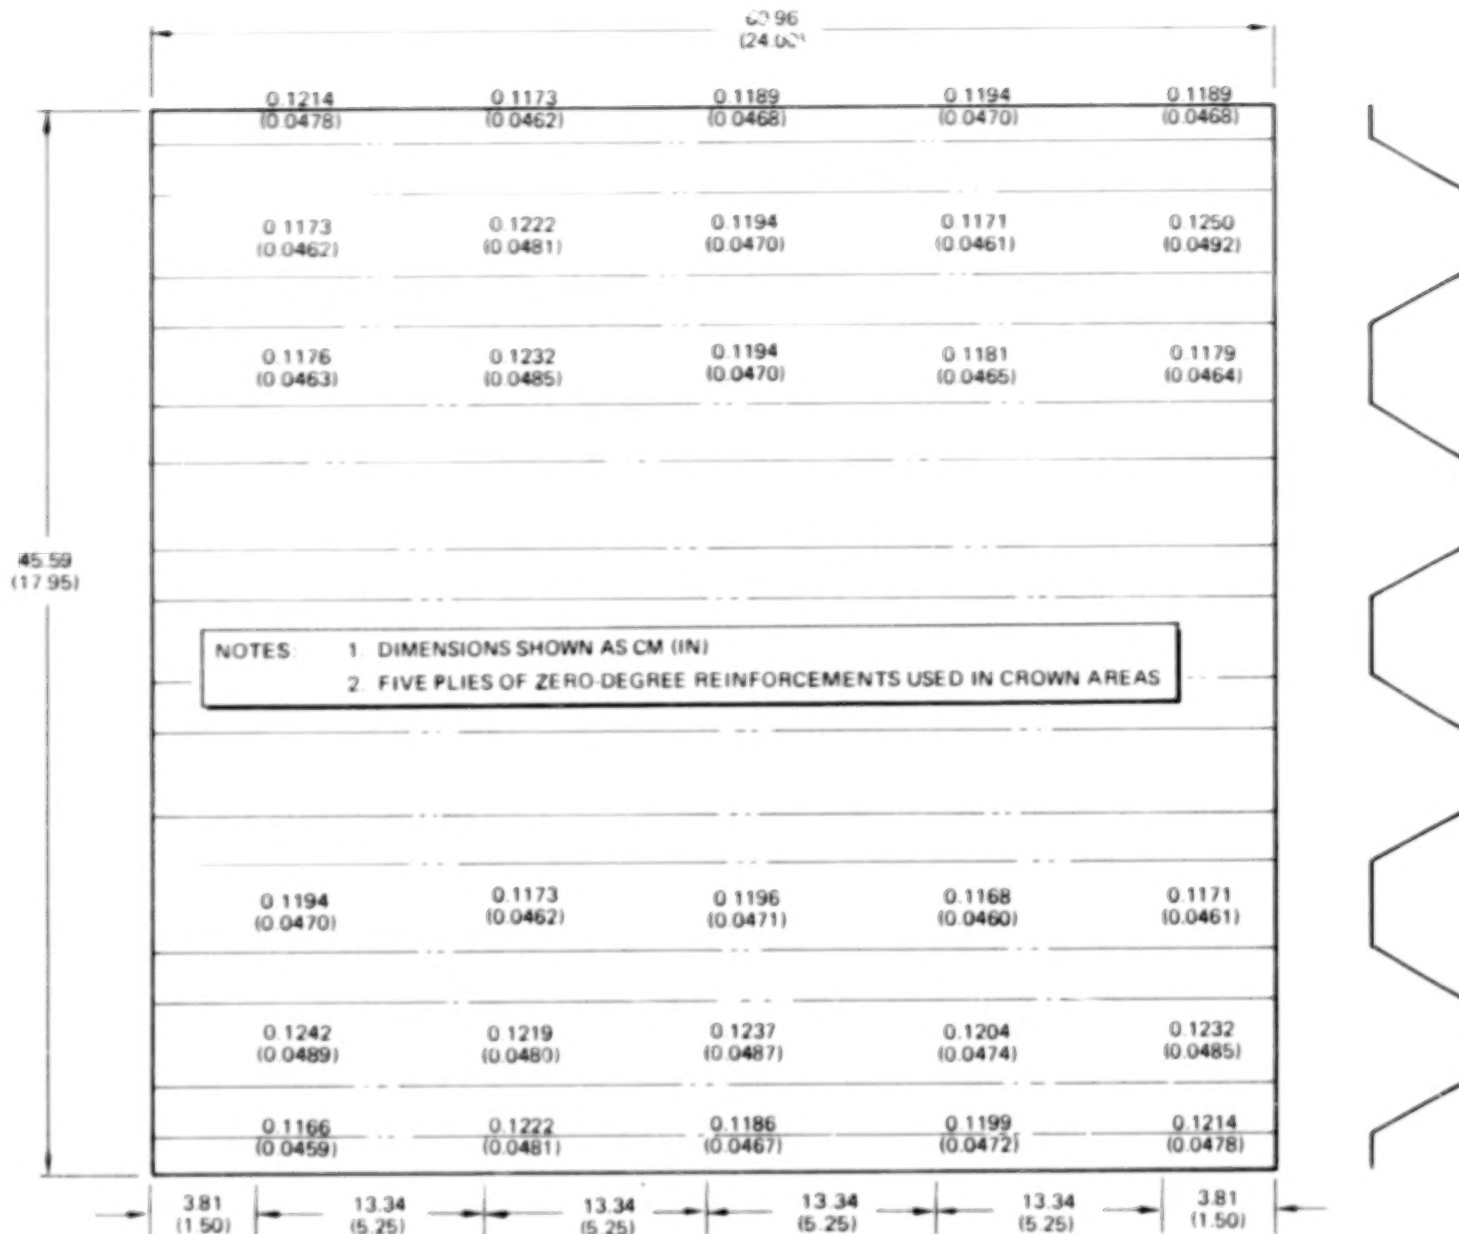 60.96
(24.00)
0.1214 0.1173 0.1189 0.1194 0.1189
(0.0478) (0.0462) (0.0468) (0.0470) (0.0468)
0.1173 0.1222 0.1194 0.1171 0.1250
(0.0462) (0.0481) (0.0470) (0.0461) (0.0492)
0.1176 0.1232 0.1194 0.1181 0.1179
(0.0463) (0.0485) (0.0470) (0.0465) (0.0464)
45.59
(17.95)
NOTES: 1. DIMENSIONS SHOWN AS CM (IN)
2. FIVE PLIES OF ZERO-DEGREE REINFORCEMENTS USED IN CROWN AREAS
0.1194 0.1173 0.1196 0.1168 0.1171
(0.0470) (0.0462) (0.0471) (0.0460) (0.0461)
0.1242 0.1219 0.1237 0.1204 0.1232
(0.0489) (0.0480) (0.0487) (0.0474) (0.0485)
0.1166 0.1222 0.1186 0.1199 0.1214
(0.0459) (0.0481) (0.0467) (0.0472) (0.0478)
3.81 13.34 13.34 13.34 13.34 3.81
(1.50) (5.25) (5.25) (5.25) (5.25) (1.50)